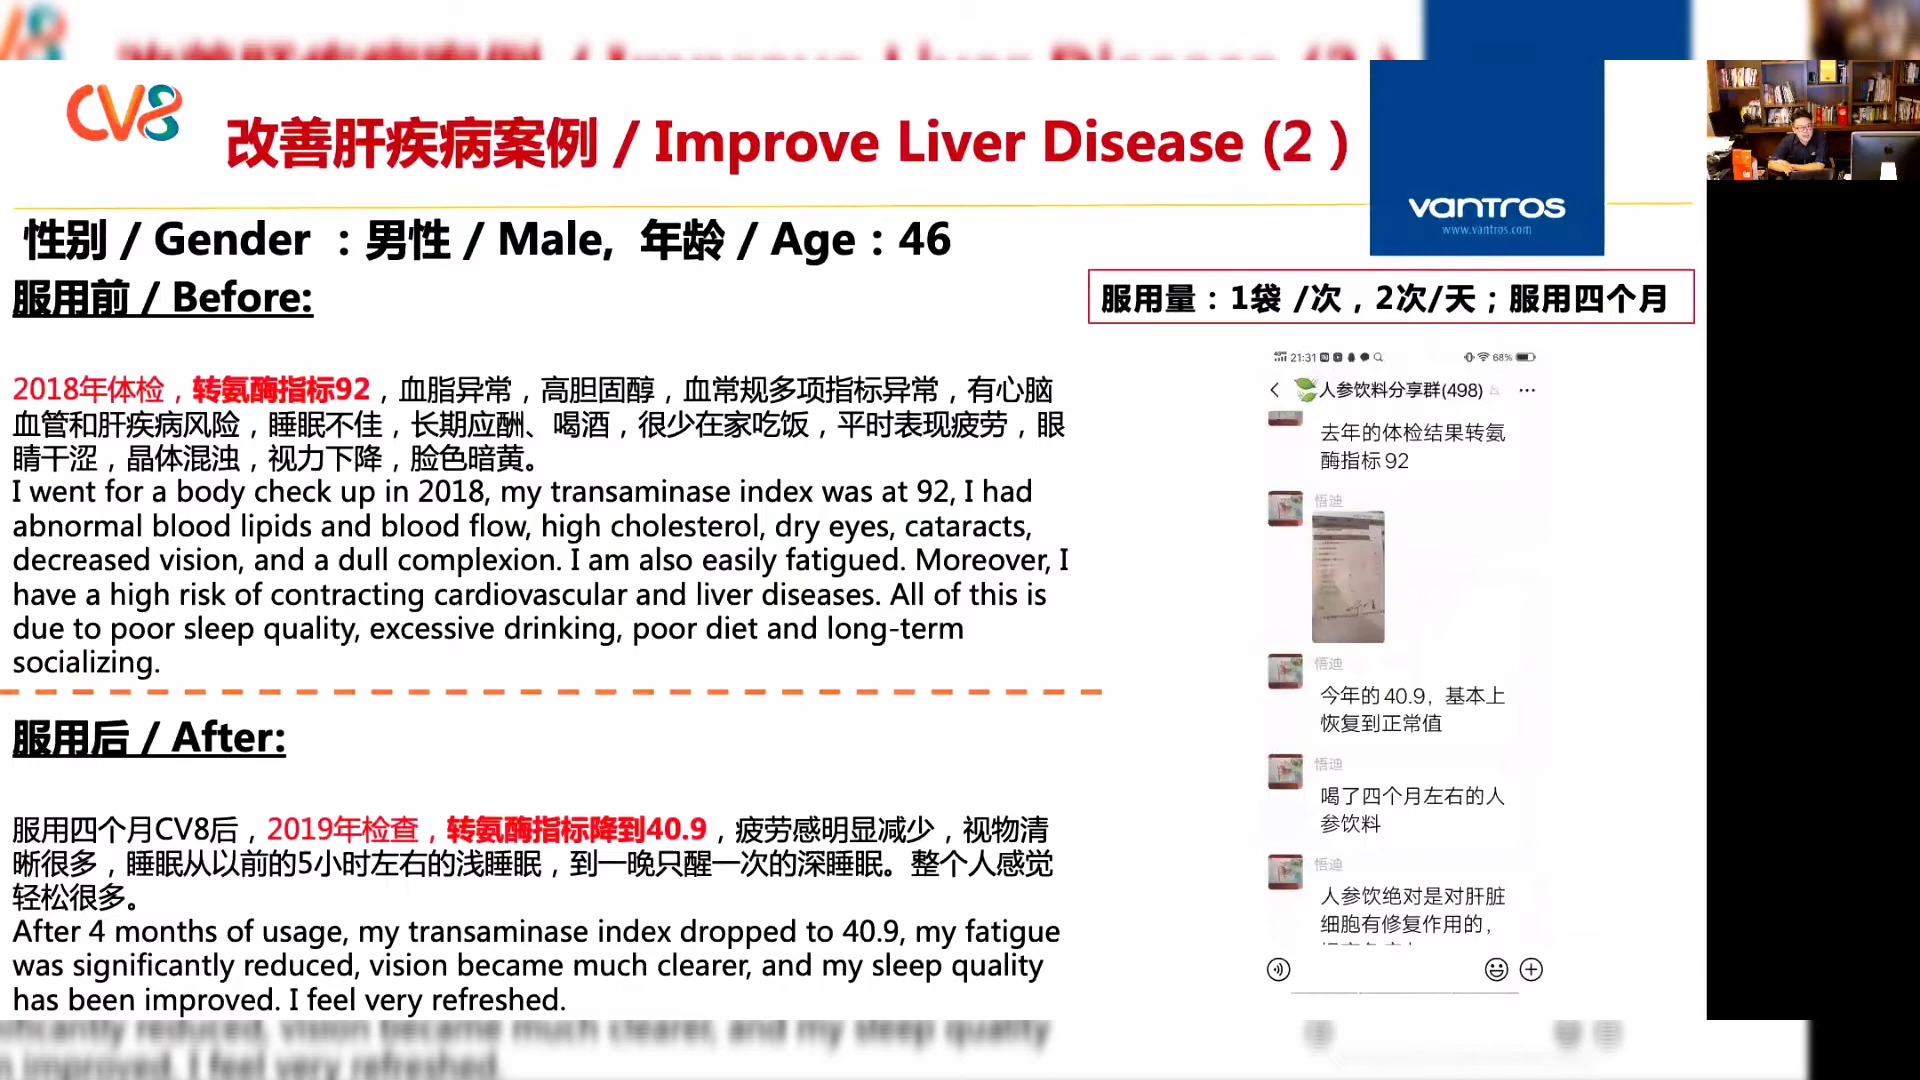 CV8
改善肝疾病案例 / Improve Liver Disease (2 )
vantros
www.vantros.com
性别 / Gender ：男性 / Male, 年龄 / Age：46
服用前 / Before:
服用量：1袋 /次，2次/天；服用四个月
2018年体检，转氨酶指标92，血脂异常，高胆固醇，血常规多项指标异常，有心脑
血管和肝疾病风险，睡眠不佳，长期应酬、喝酒，很少在家吃饭，平时表现疲劳，眼
睛干涩，晶体混浊，视力下降，脸色暗黄。
I went for a body check up in 2018, my transaminase index was at 92, I had
abnormal blood lipids and blood flow, high cholesterol, dry eyes, cataracts,
decreased vision, and a dull complexion. I am also easily fatigued. Moreover, I
have a high risk of contracting cardiovascular and liver diseases. All of this is
due to poor sleep quality, excessive drinking, poor diet and long-term
socializing.
服用后 / After:
服用四个月CV8后，2019年检查，转氨酶指标降到40.9，疲劳感明显减少，视物清
晰很多，睡眠从以前的5小时左右的浅睡眠，到一晚只醒一次的深睡眠。整个人感觉
轻松很多。
After 4 months of usage, my transaminase index dropped to 40.9, my fatigue
was significantly reduced, vision became much clearer, and my sleep quality
has been improved. I feel very refreshed.
21:31
68%
人参饮料分享群(498)
去年的体检结果转氨
酶指标92
悟迪
悟迪
今年的40.9，基本上
恢复到正常值
悟迪
喝了四个月左右的人
参饮料
悟迪
人参饮绝对是对肝脏
细胞有修复作用的，